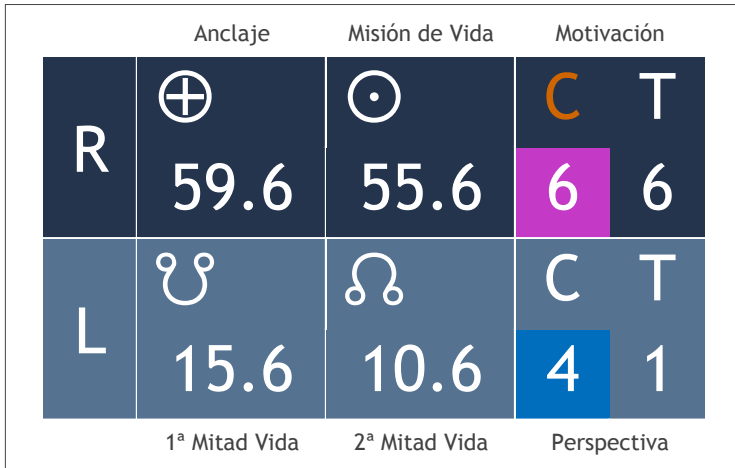 Anclaje Misión de Vida Motivación
R ⊕ ☉ C T
59.6 55.6 6 6
L ☋ ☊ C T
15.6 10.6 4 1
1ª Mitad Vida 2ª Mitad Vida Perspectiva